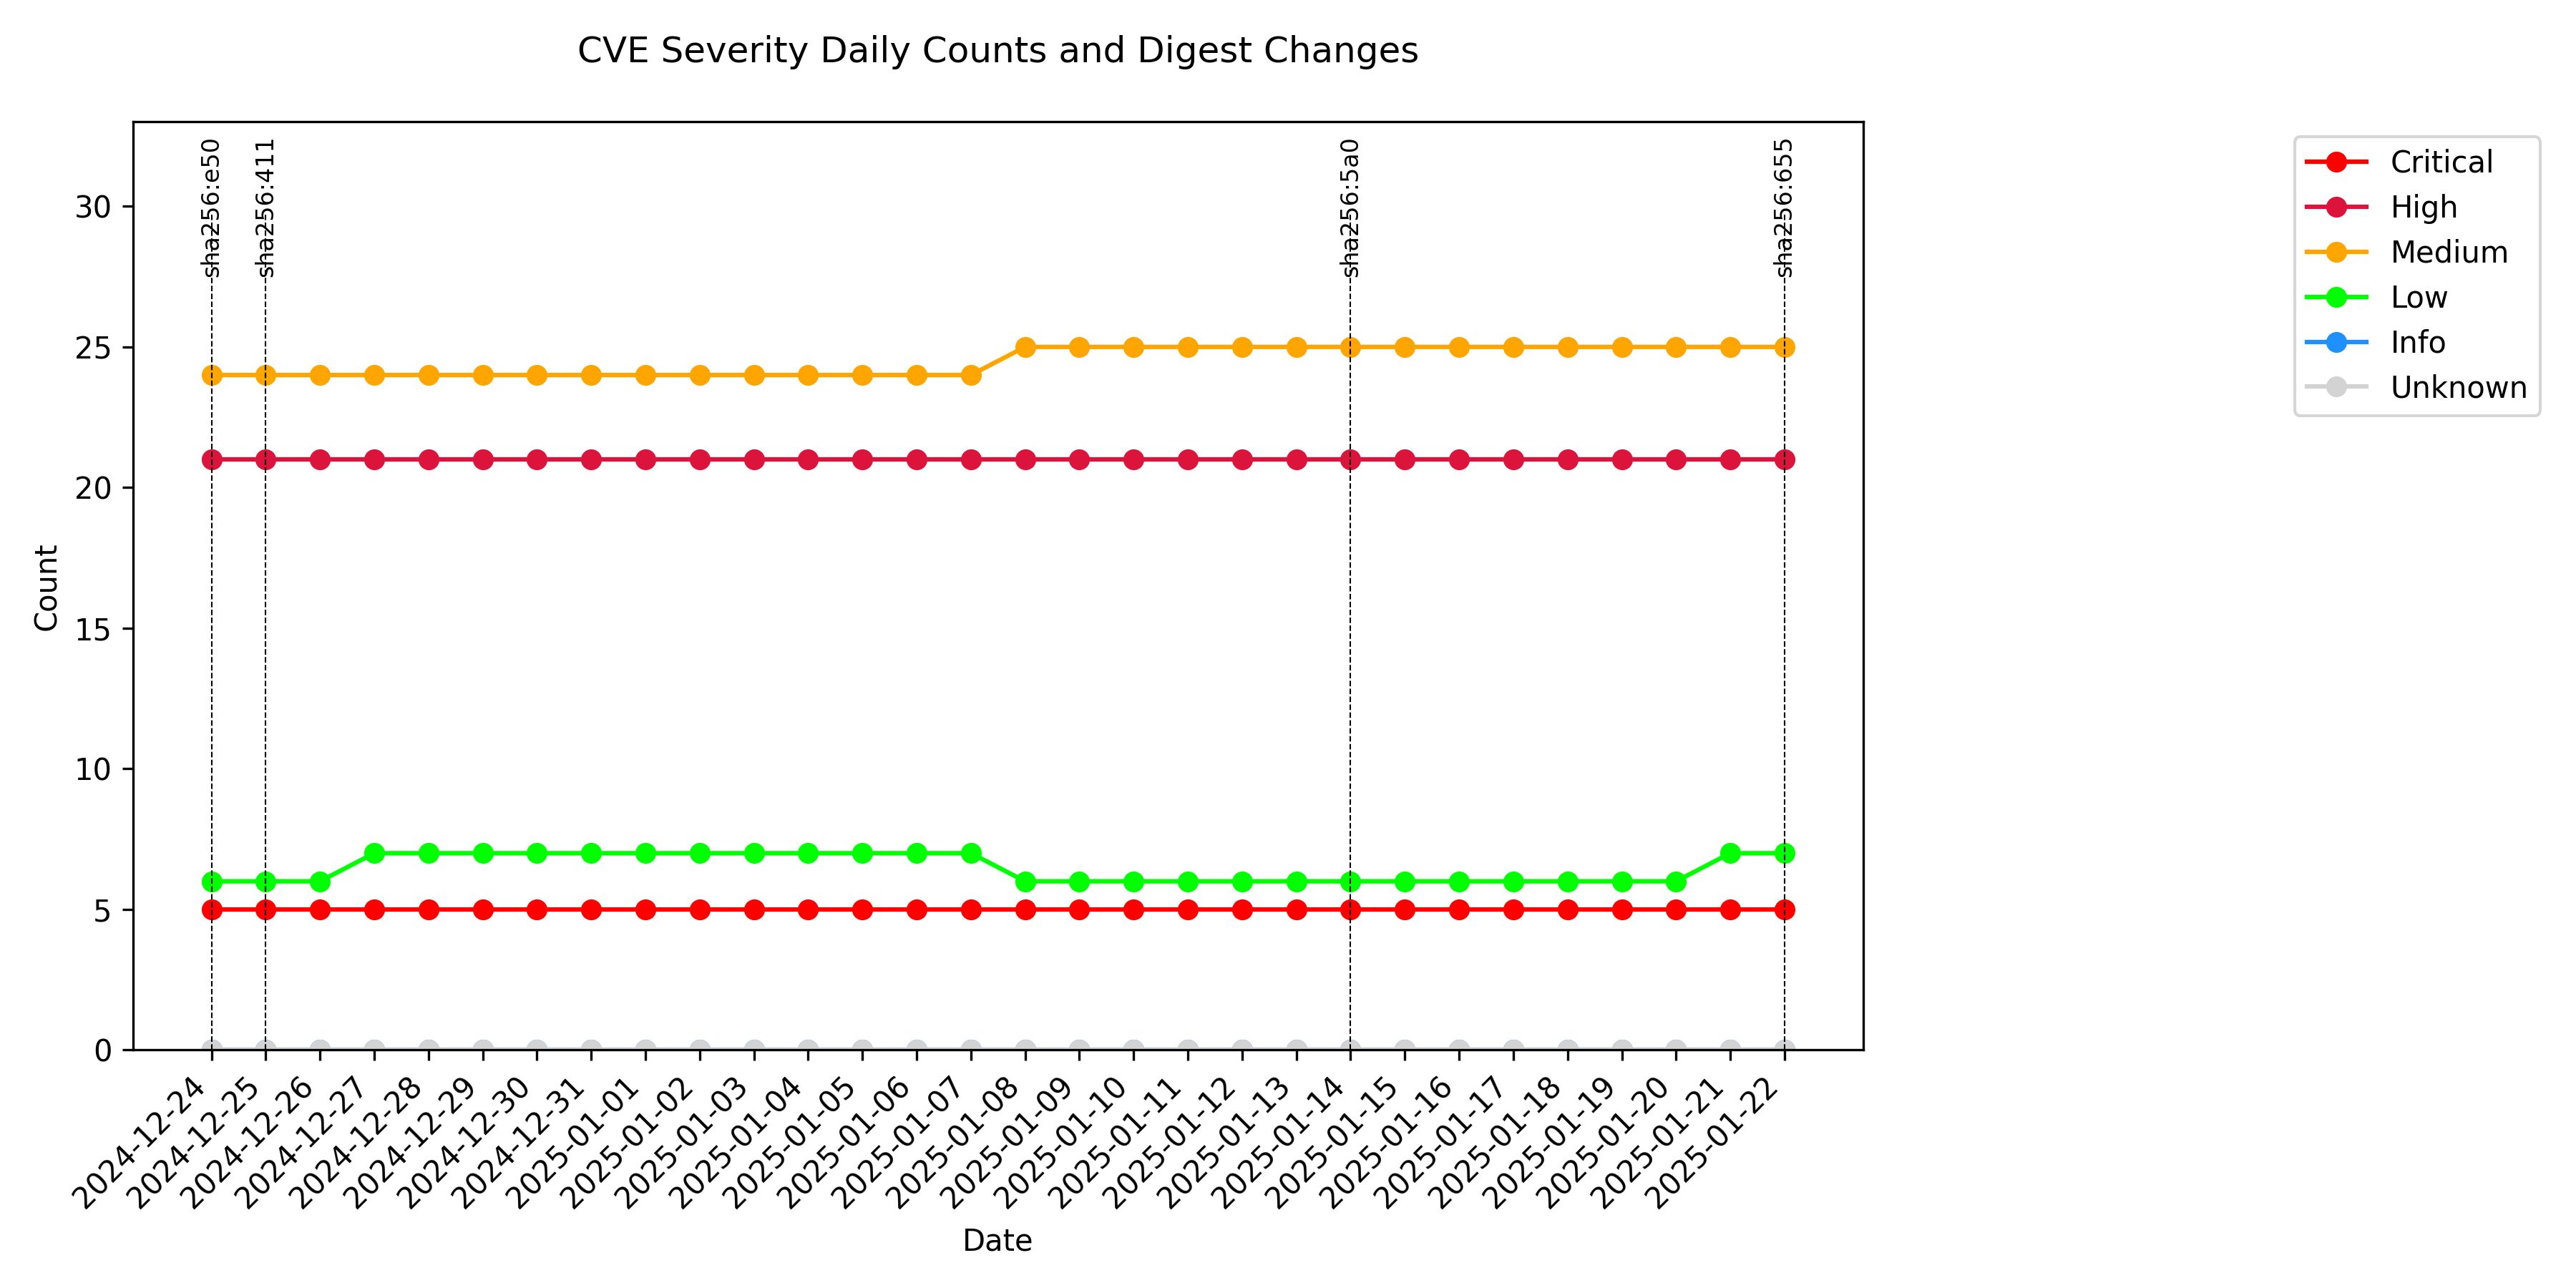 CVE Severity Daily Counts and Digest Changes
sha256:e50
sha256:411
sha256:5a0
sha256:655
Critical
High
Medium
Low
Info
Unknown
30
25
20
15
10
5
0
Count
2024-12-24
2024-12-25
2024-12-26
2024-12-27
2024-12-28
2024-12-29
2024-12-30
2024-12-31
2025-01-01
2025-01-02
2025-01-03
2025-01-04
2025-01-05
2025-01-06
2025-01-07
2025-01-08
2025-01-09
2025-01-10
2025-01-11
2025-01-12
2025-01-13
2025-01-14
2025-01-15
2025-01-16
2025-01-17
2025-01-18
2025-01-19
2025-01-20
2025-01-21
2025-01-22
Date